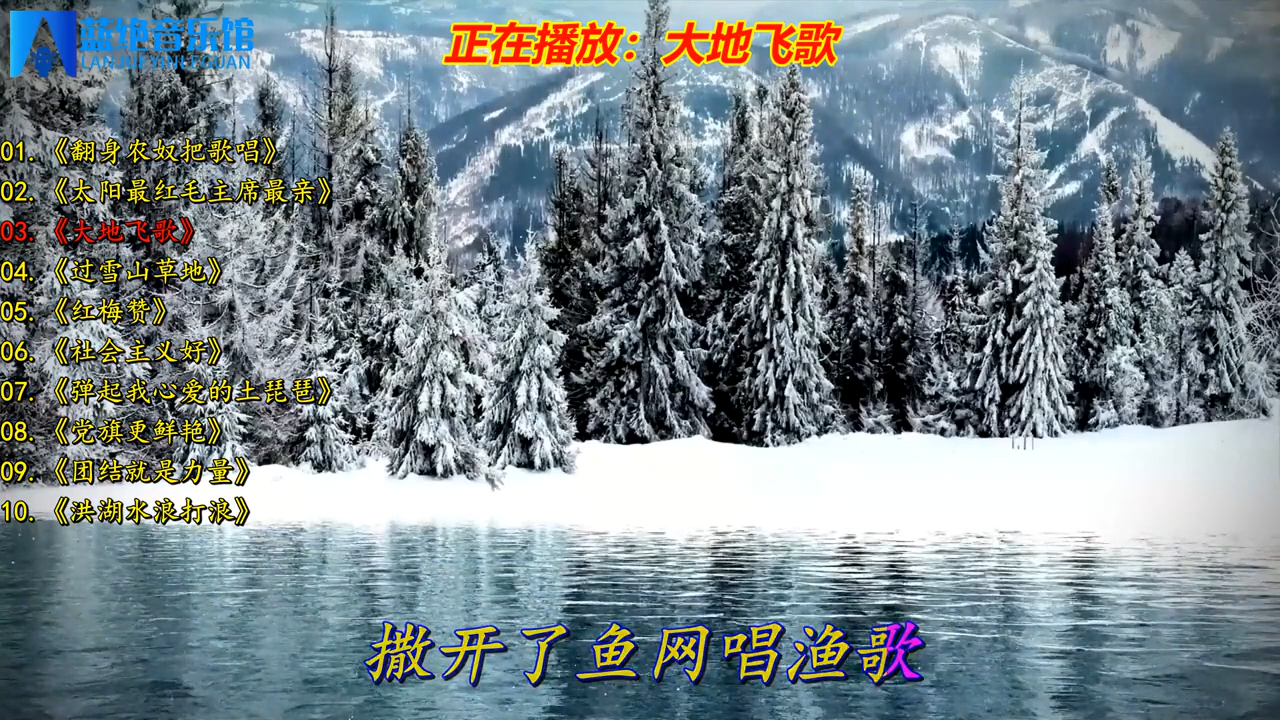 蓝绝音乐馆
LANJUEYINLEGUAN
正在播放：大地飞歌
01.《翻身农奴把歌唱》
02.《太阳最红毛主席最亲》
03.《大地飞歌》
04.《过雪山草地》
05.《红梅赞》
06.《社会主义好》
07.《弹起我心爱的土琵琶》
08.《党旗更鲜艳》
09.《团结就是力量》
10.《洪湖水浪打浪》
撒开了鱼网唱渔歌